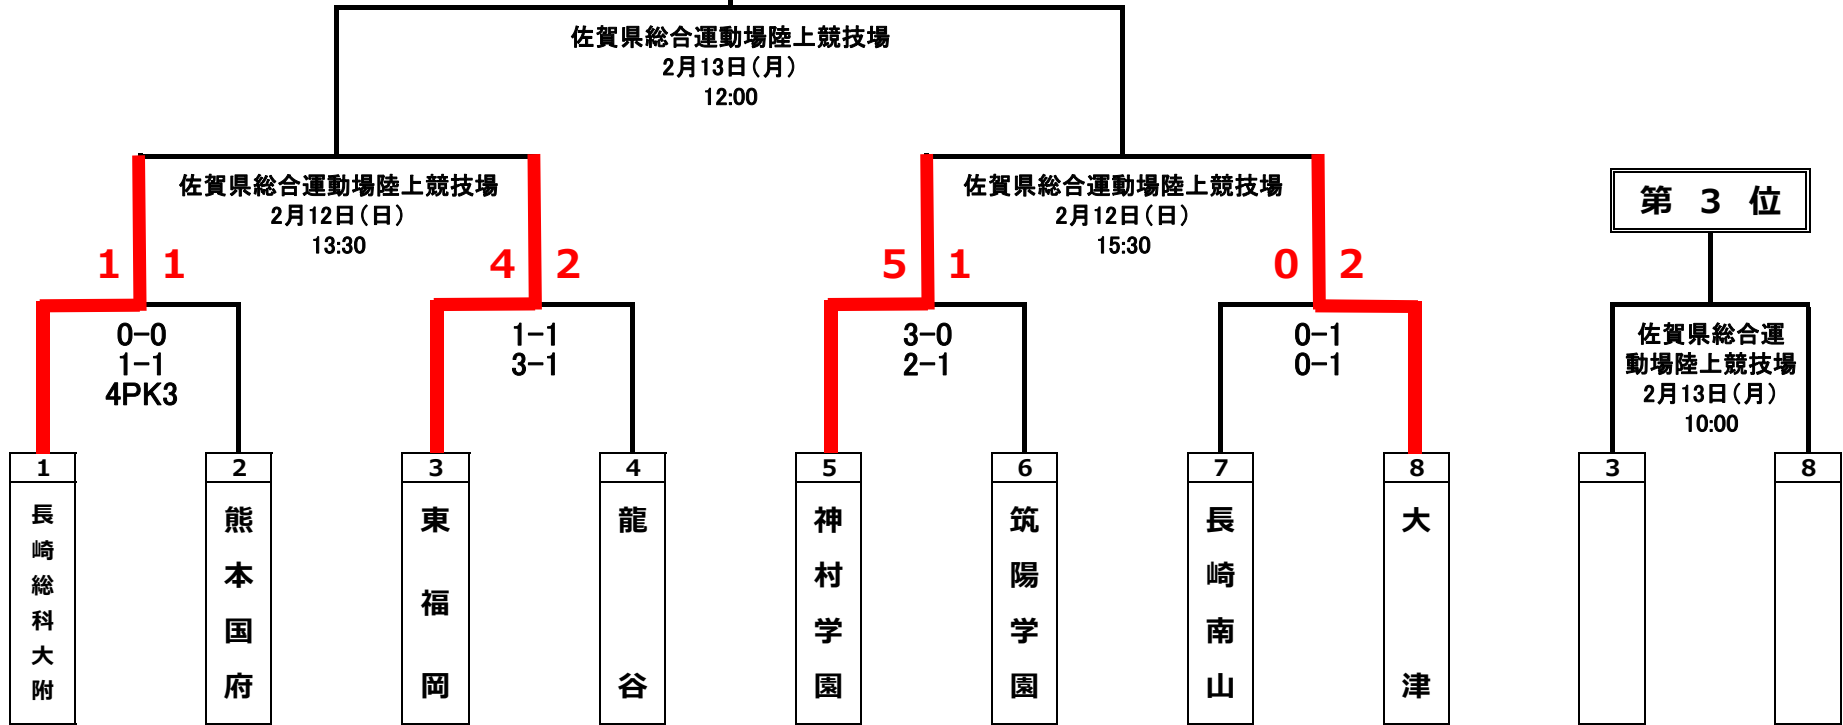 佐賀県総合運動場陸上競技場
2月13日(月)
12:00
佐賀県総合運動場陸上競技場
2月12日(日)
13:30
佐賀県総合運動場陸上競技場
2月12日(日)
15:30
第 3 位
1 1
4 2
5 1
0 2
0-0
1-1
4PK3
1-1
3-1
3-0
2-1
0-1
0-1
佐賀県総合運
動場陸上競技場
2月13日(月)
10:00
1
長崎総科大附
2
熊本国府
3
東福岡
4
龍谷
5
神村学園
6
筑陽学園
7
長崎南山
8
大津
3
8